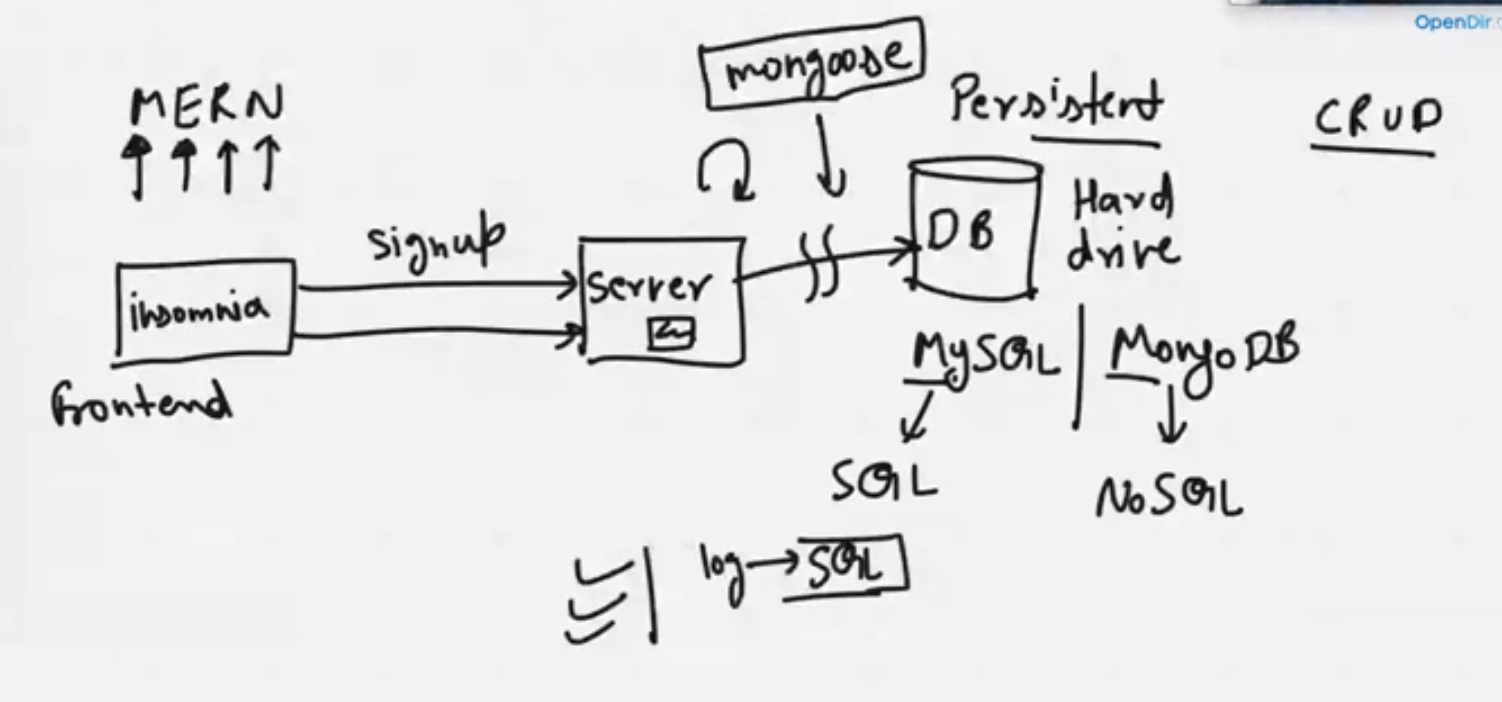 OpenDir.
mongoose
MERN
Persistent
CRUD
signup
DB
Hard
drive
insomnia
server
frontend
MySQL
MongoDB
SQL
NoSQL
log → SQL